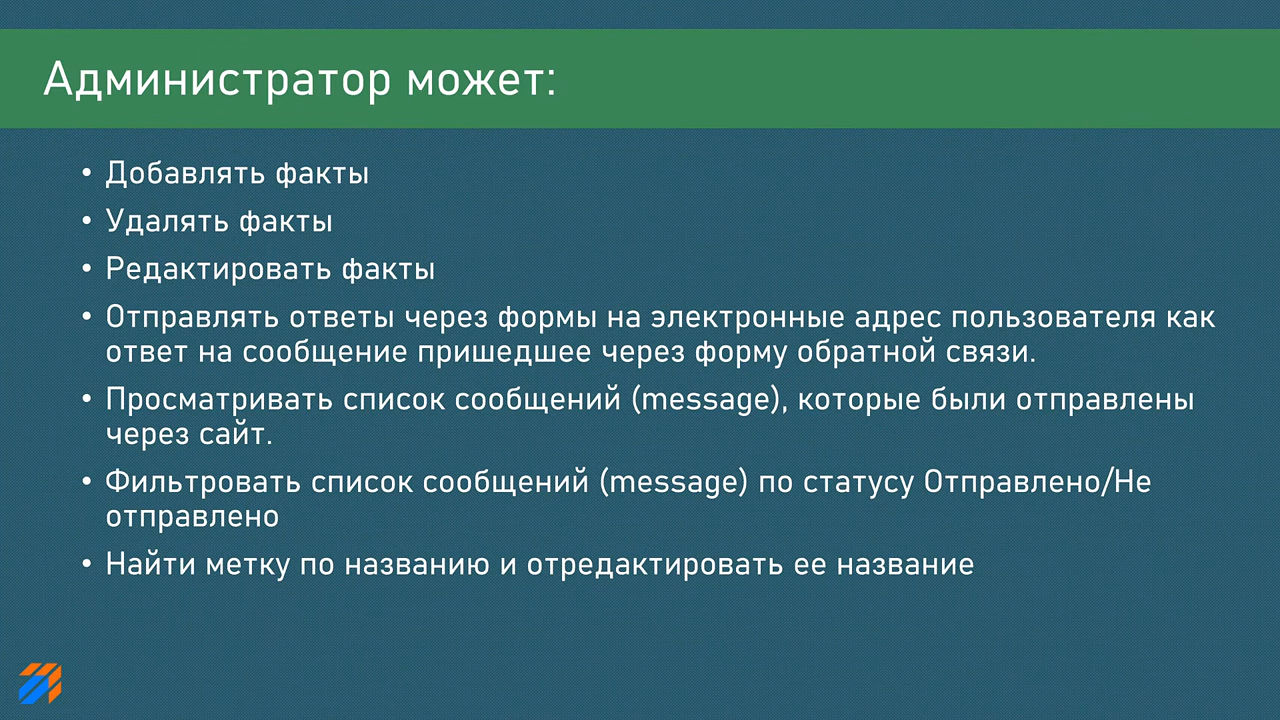 Администратор может:
• Добавлять факты
• Удалять факты
• Редактировать факты
• Отправлять ответы через формы на электронные адрес пользователя как
ответ на сообщение пришедшее через форму обратной связи.
• Просматривать список сообщений (message), которые были отправлены
через сайт.
• Фильтровать список сообщений (message) по статусу Отправлено/Не
отправлено
• Найти метку по названию и отредактировать ее название